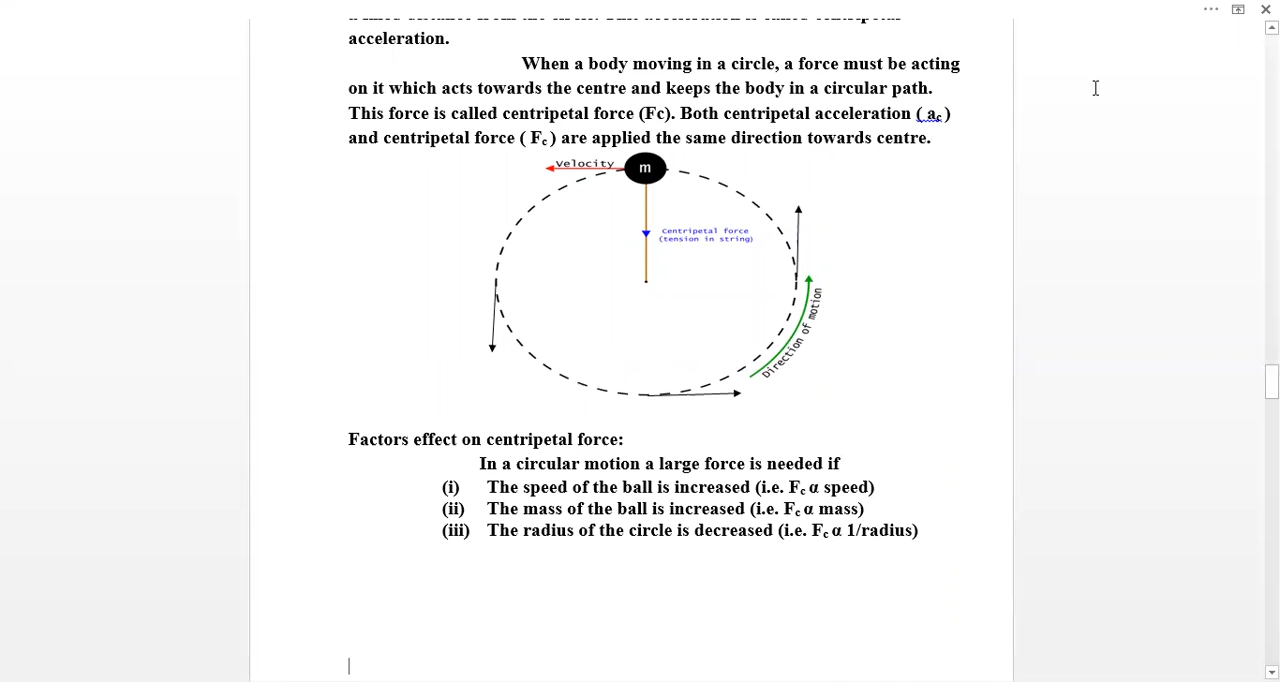 acceleration.
When a body moving in a circle, a force must be acting
on it which acts towards the centre and keeps the body in a circular path.
This force is called centripetal force (Fc). Both centripetal acceleration ( ac)
and centripetal force ( Fc) are applied the same direction towards centre.
Velocity
m
Centripetal force
(tension in string)
Direction of motion
Factors effect on centripetal force:
In a circular motion a large force is needed if
(i) The speed of the ball is increased (i.e. Fc α speed)
(ii) The mass of the ball is increased (i.e. Fc α mass)
(iii) The radius of the circle is decreased (i.e. Fc α 1/radius)